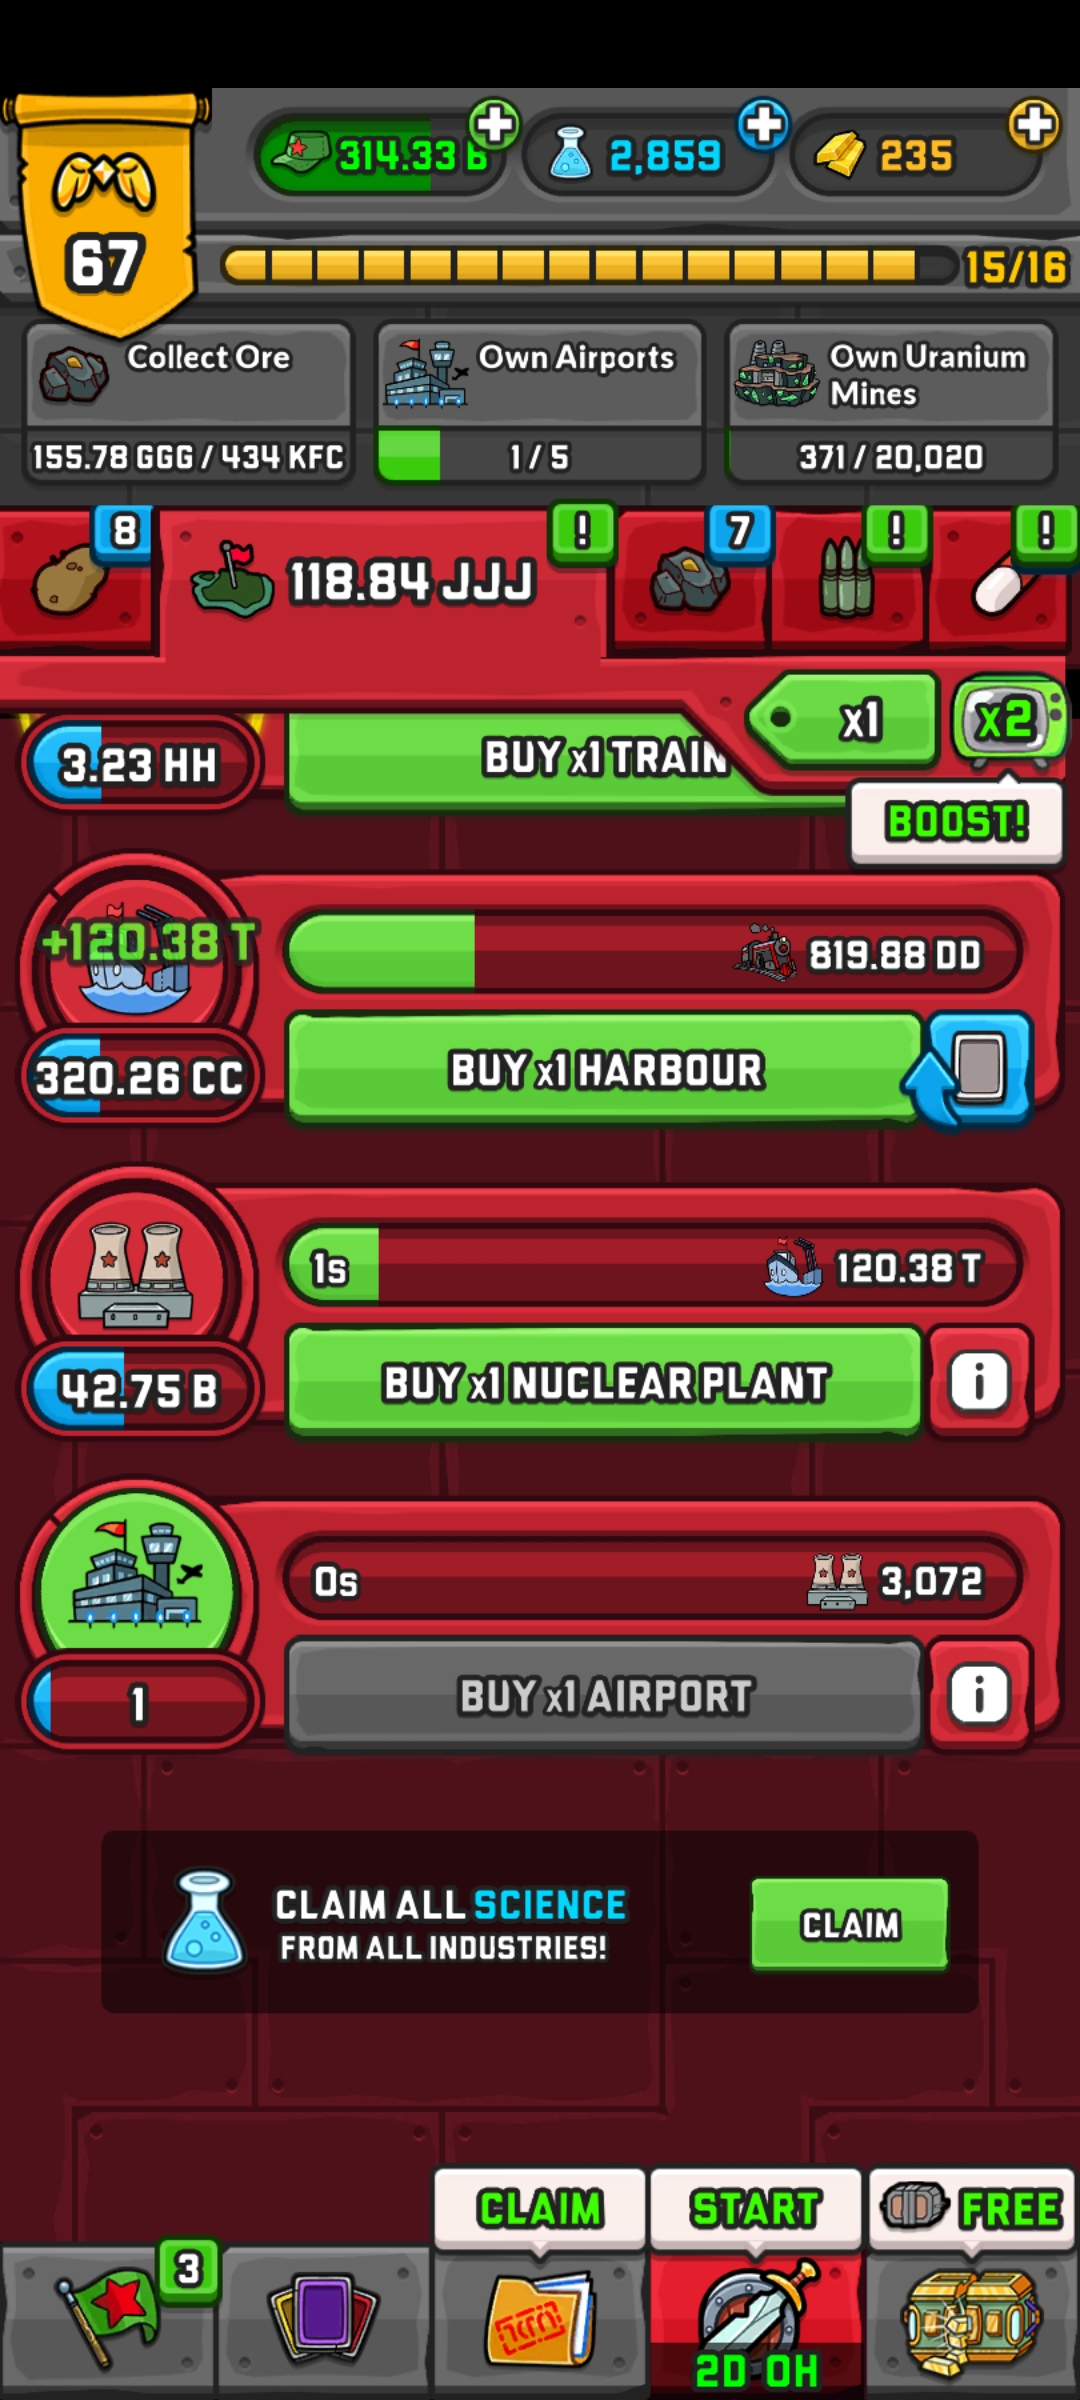 314.33 B
2,859
235
67
15/16
Collect Ore
155.78 GGG / 434 KFC
Own Airports
1 / 5
Own Uranium
Mines
371 / 20,020
8
118.84 JJJ
!
7
!
!
x1
x2
BOOST!
3.23 HH
BUY x1 TRAIN
+120.38 T
819.88 DD
320.26 CC
BUY x1 HARBOUR
1s
120.38 T
42.75 B
BUY x1 NUCLEAR PLANT
i
0s
3,072
1
BUY x1 AIRPORT
i
CLAIM ALL SCIENCE
FROM ALL INDUSTRIES!
CLAIM
CLAIM
START
FREE
3
2D 0H